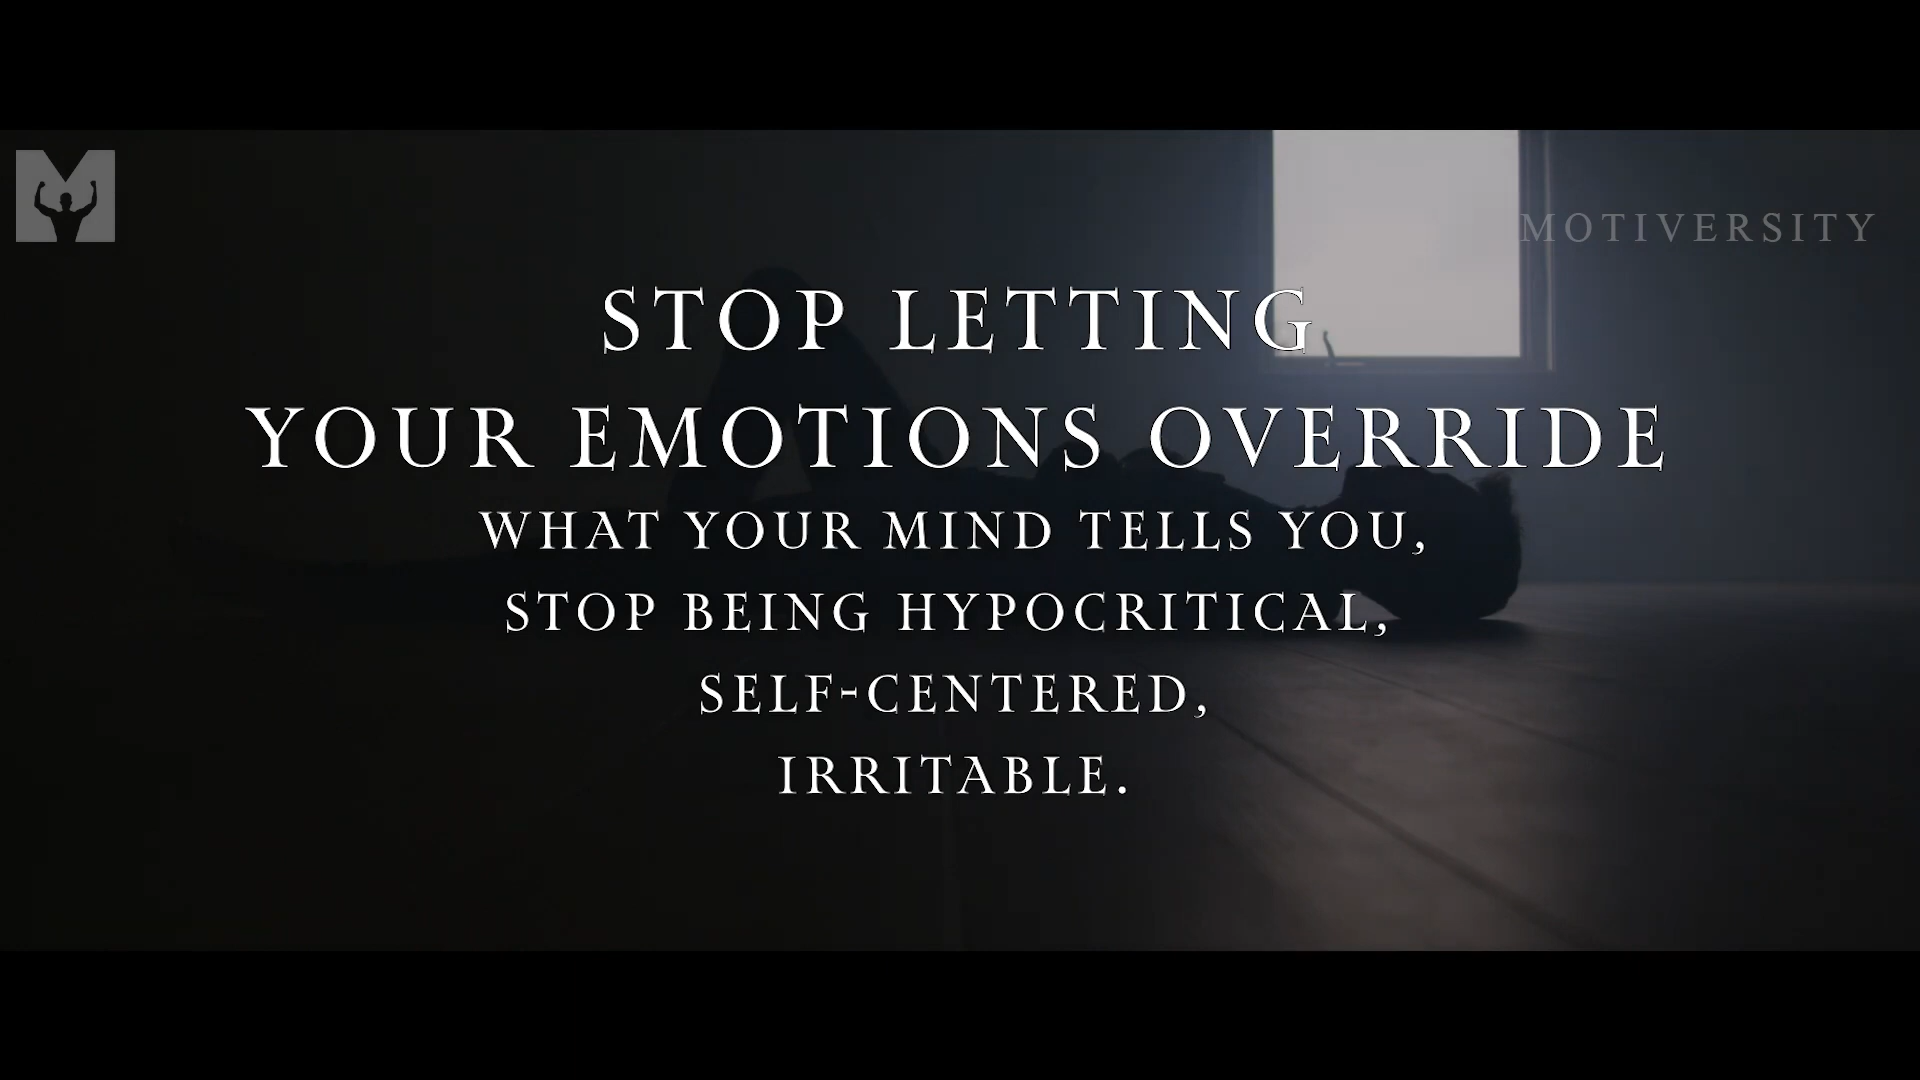 MOTIVERSITY
STOP LETTING
YOUR EMOTIONS OVERRIDE
WHAT YOUR MIND TELLS YOU,
STOP BEING HYPOCRITICAL,
SELF-CENTERED,
IRRITABLE.